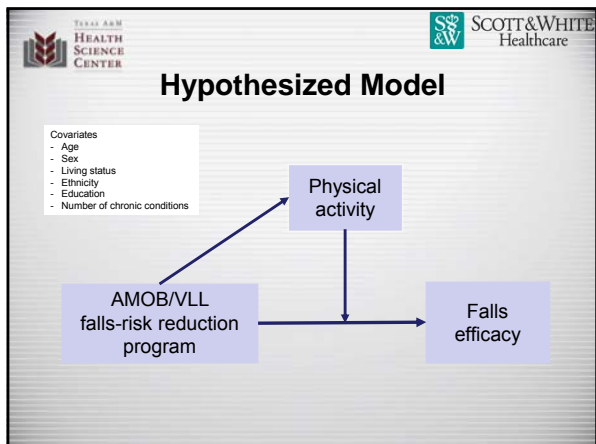 TEXAS A&M
HEALTH
SCIENCE
CENTER
S&W
SCOTT&WHITE
Healthcare
Hypothesized Model
Covariates
- Age
- Sex
- Living status
- Ethnicity
- Education
- Number of chronic conditions
Physical
activity
AMOB/VLL
falls-risk reduction
program
Falls
efficacy